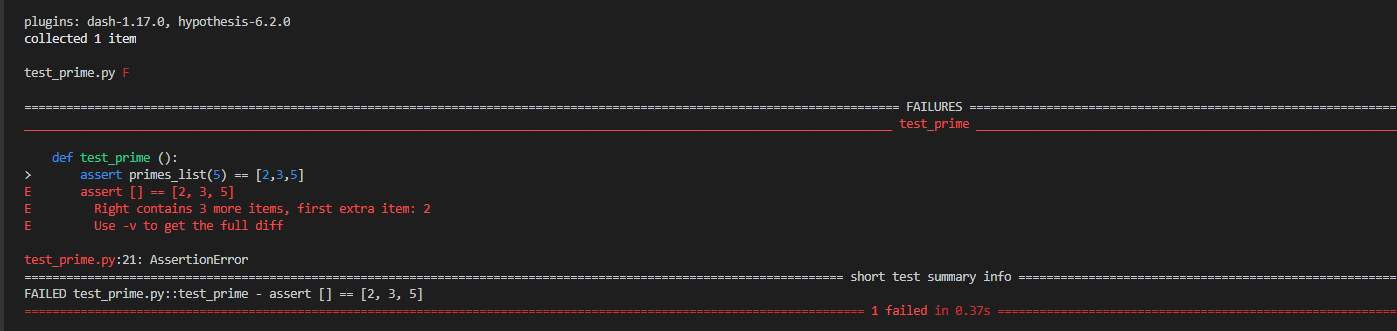 plugins: dash-1.17.0, hypothesis-6.2.0
collected 1 item
test_prime.py F
=========================== FAILURES ===========================
___________________________ test_prime ___________________________
def test_prime ():
>       assert primes_list(5) == [2,3,5]
E       assert [] == [2, 3, 5]
E         Right contains 3 more items, first extra item: 2
E         Use -v to get the full diff
test_prime.py:21: AssertionError
=========================== short test summary info ===========================
FAILED test_prime.py::test_prime - assert [] == [2, 3, 5]
=========================== 1 failed in 0.37s ===========================